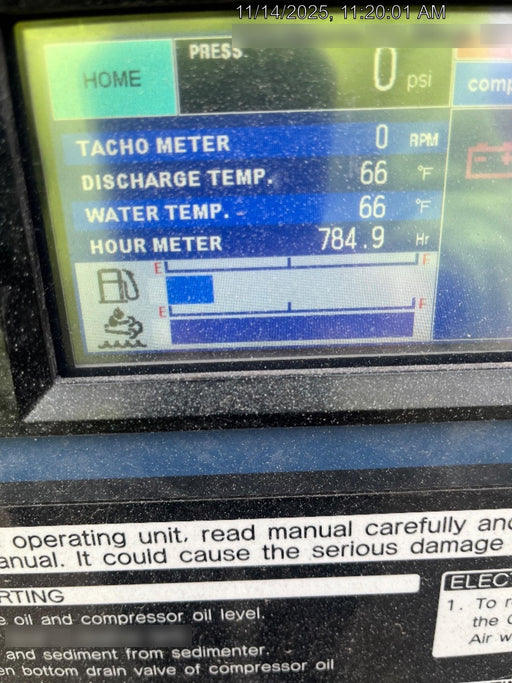 11/14/2025, 11:20:01 AM
HOME
PRESS.
0 psi
comp
TACHO METER 0 RPM
DISCHARGE TEMP. 66 °F
WATER TEMP. 66 °F
HOUR METER 784.9 Hr
E F
E F
operating unit, read manual carefully and
anual. It could cause the serious damage
RTING
e oil and compressor oil level.
and sediment from sedimenter.
en bottom drain valve of compressor oil
ELEC
1. To r
the
Air w